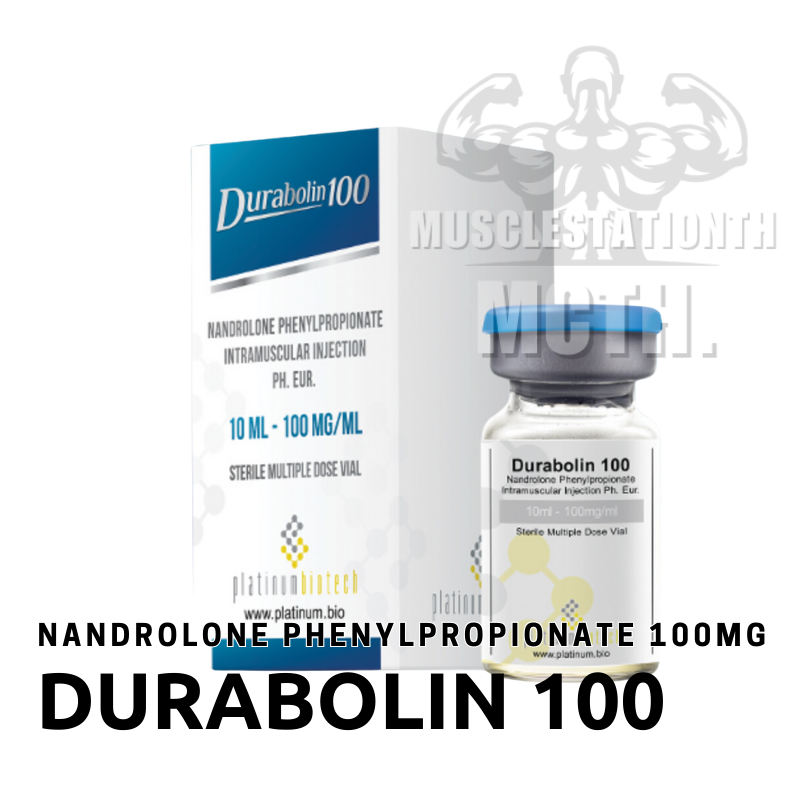 MUSCLESTATIONTH
MCTH.
Durabolin100
NANDROLONE PHENYLPROPIONATE
INTRAMUSCULAR INJECTION
PH. EUR.
10 ML - 100 MG/ML
STERILE MULTIPLE DOSE VIAL
platinumbiotech
www.platinum.bio
platinu
Durabolin 100
Nandrolone Phenylpropionate
Intramuscular Injection Ph. Eur.
10ml - 100mg/ml
Sterile Multiple Dose Vial
www.platinum.bio
NANDROLONE PHENYLPROPIONATE 100MG
DURABOLIN 100